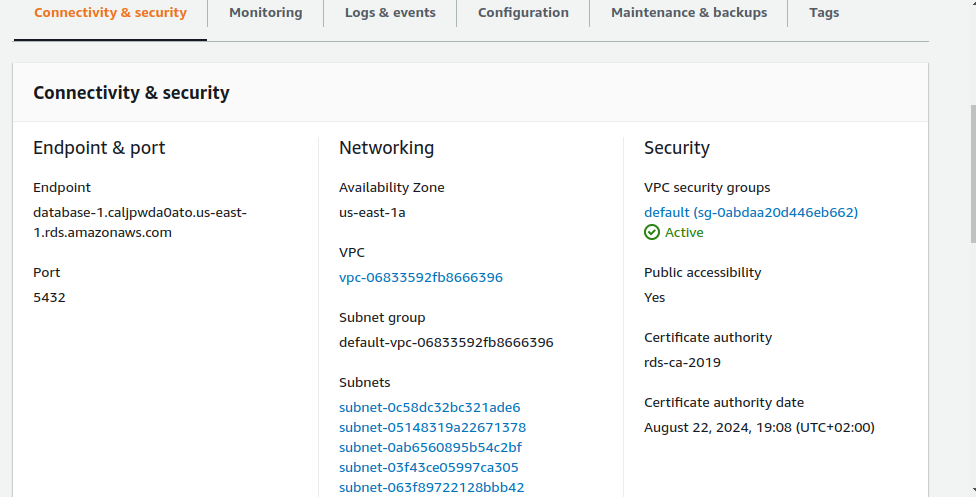 Connectivity & security
Monitoring
Logs & events
Configuration
Maintenance & backups
Tags
Connectivity & security
Endpoint & port
Endpoint
database-1.caljpwda0ato.us-east-
1.rds.amazonaws.com
Port
5432
Networking
Availability Zone
us-east-1a
VPC
vpc-06833592fb8666396
Subnet group
default-vpc-06833592fb8666396
Subnets
subnet-0c58dc32bc321ade6
subnet-05148319a22671378
subnet-0ab6560895b54c2bf
subnet-03f43ce05997ca305
subnet-063f89722128bbb42
Security
VPC security groups
default (sg-0abdaa20d446eb662)
Active
Public accessibility
Yes
Certificate authority
rds-ca-2019
Certificate authority date
August 22, 2024, 19:08 (UTC+02:00)